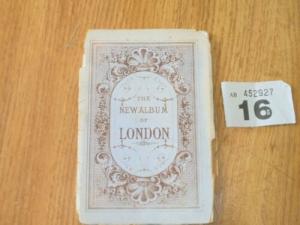 THE
NEW ALBUM
OF
LONDON
AB 452927
16